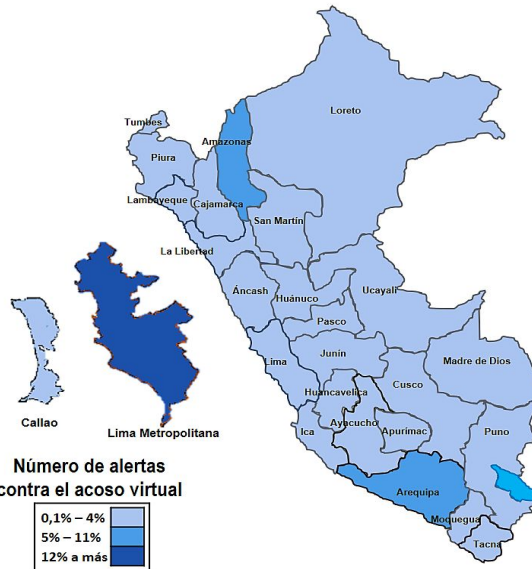 Loreto
Tumbes
Amazonas
Piura
Lambayeque
Cajamarca
San Martín
La Libertad
Áncash
Huánuco
Ucayali
Pasco
Lima
Junín
Madre de Dios
Cusco
Huancavelica
Ica
Ayacucho
Apurímac
Puno
Arequipa
Moquegua
Tacna
Callao
Lima Metropolitana
Número de alertas
contra el acoso virtual
0,1% – 4%
5% – 11%
12% a más